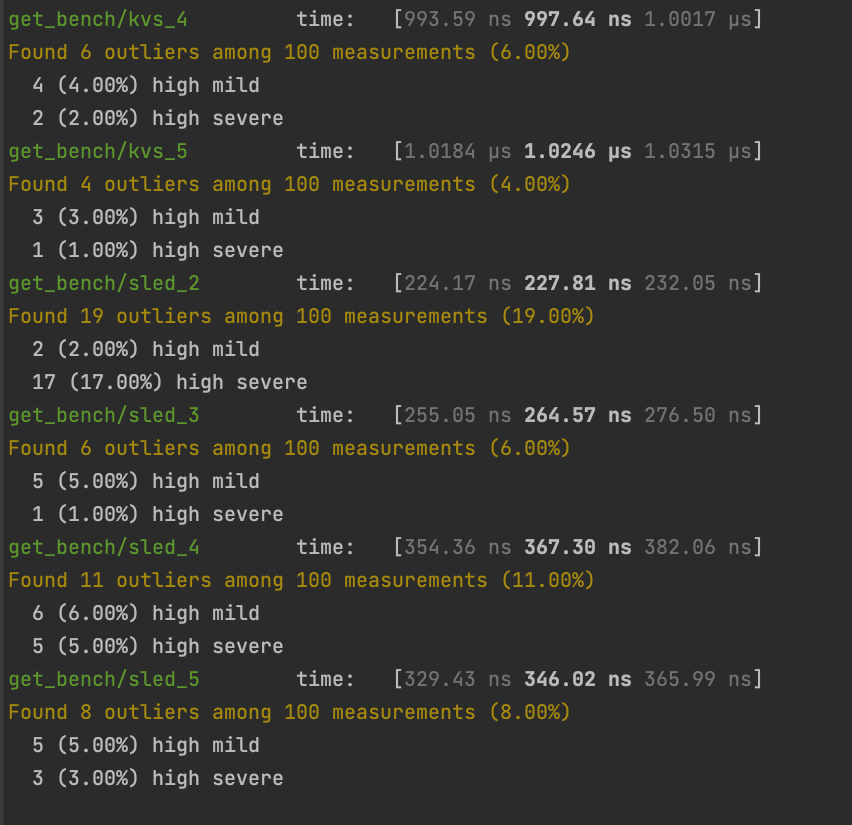 get_bench/kvs_4         time:   [993.59 ns 997.64 ns 1.0017 µs]
Found 6 outliers among 100 measurements (6.00%)
  4 (4.00%) high mild
  2 (2.00%) high severe
get_bench/kvs_5         time:   [1.0184 µs 1.0246 µs 1.0315 µs]
Found 4 outliers among 100 measurements (4.00%)
  3 (3.00%) high mild
  1 (1.00%) high severe
get_bench/sled_2        time:   [224.17 ns 227.81 ns 232.05 ns]
Found 19 outliers among 100 measurements (19.00%)
  2 (2.00%) high mild
  17 (17.00%) high severe
get_bench/sled_3        time:   [255.05 ns 264.57 ns 276.50 ns]
Found 6 outliers among 100 measurements (6.00%)
  5 (5.00%) high mild
  1 (1.00%) high severe
get_bench/sled_4        time:   [354.36 ns 367.30 ns 382.06 ns]
Found 11 outliers among 100 measurements (11.00%)
  6 (6.00%) high mild
  5 (5.00%) high severe
get_bench/sled_5        time:   [329.43 ns 346.02 ns 365.99 ns]
Found 8 outliers among 100 measurements (8.00%)
  5 (5.00%) high mild
  3 (3.00%) high severe